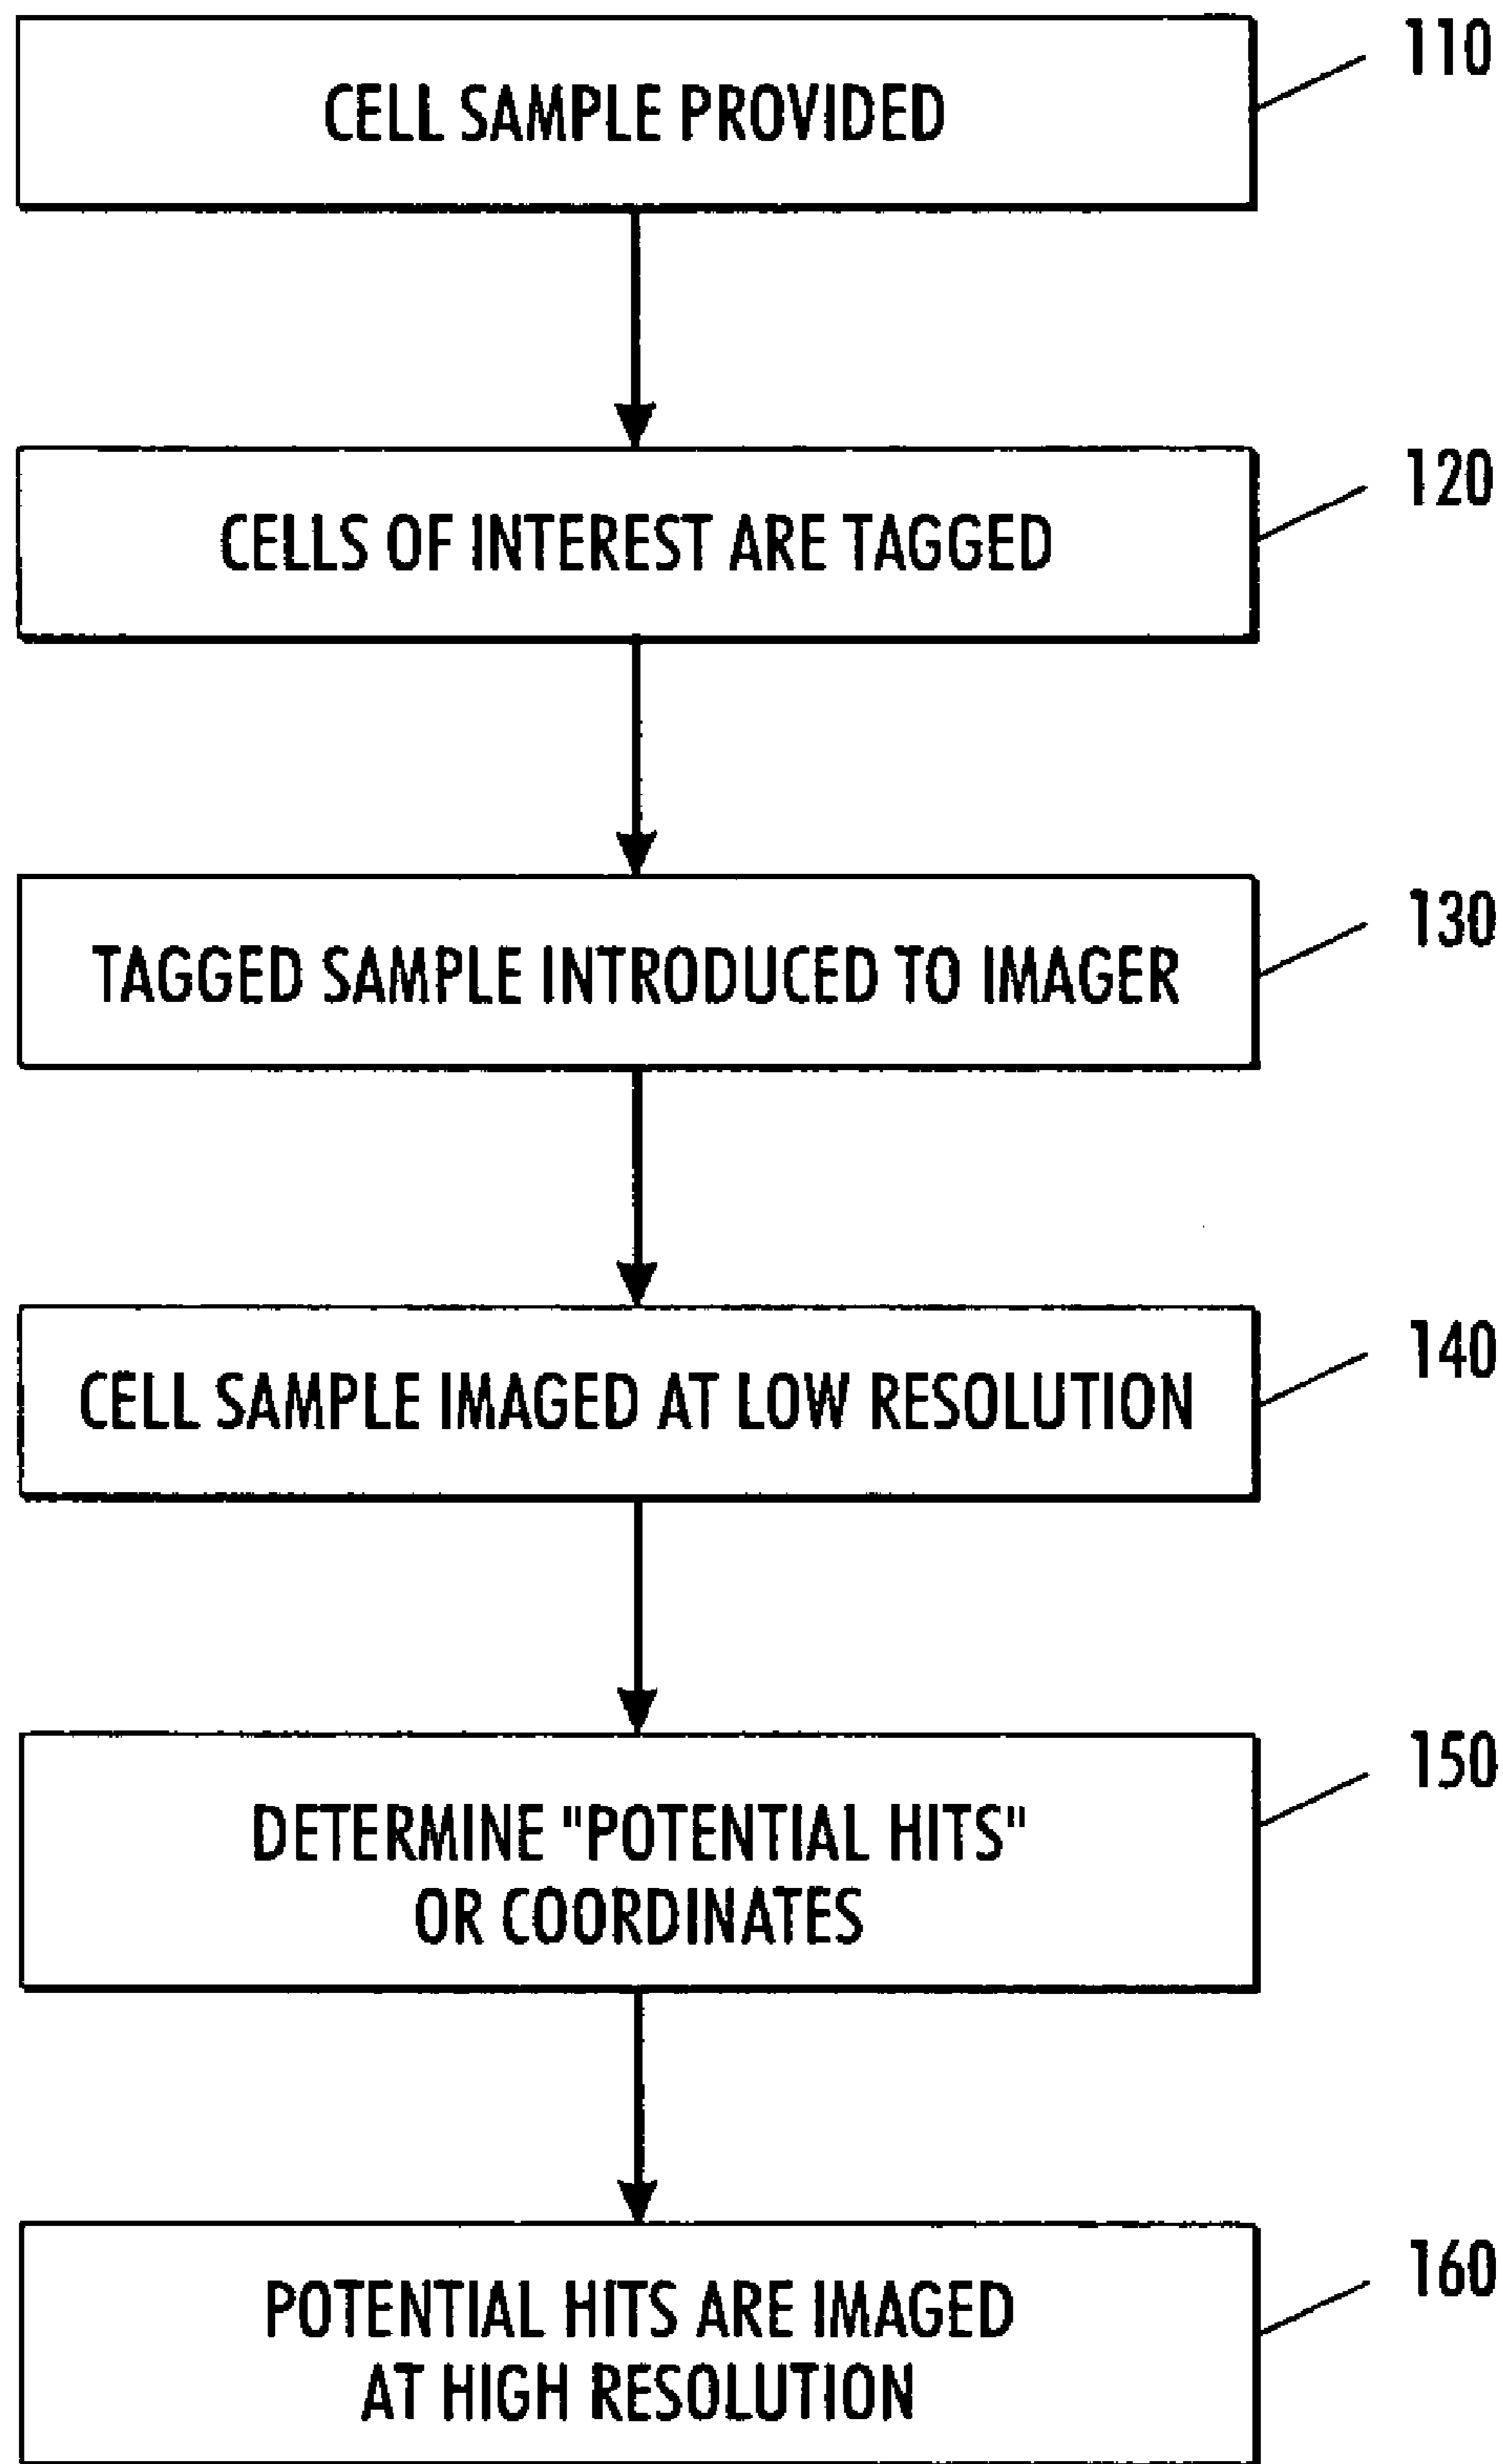 CELL SAMPLE PROVIDED
110
CELLS OF INTEREST ARE TAGGED
120
TAGGED SAMPLE INTRODUCED TO IMAGER
130
CELL SAMPLE IMAGED AT LOW RESOLUTION
140
DETERMINE "POTENTIAL HITS"
OR COORDINATES
150
POTENTIAL HITS ARE IMAGED
AT HIGH RESOLUTION
160